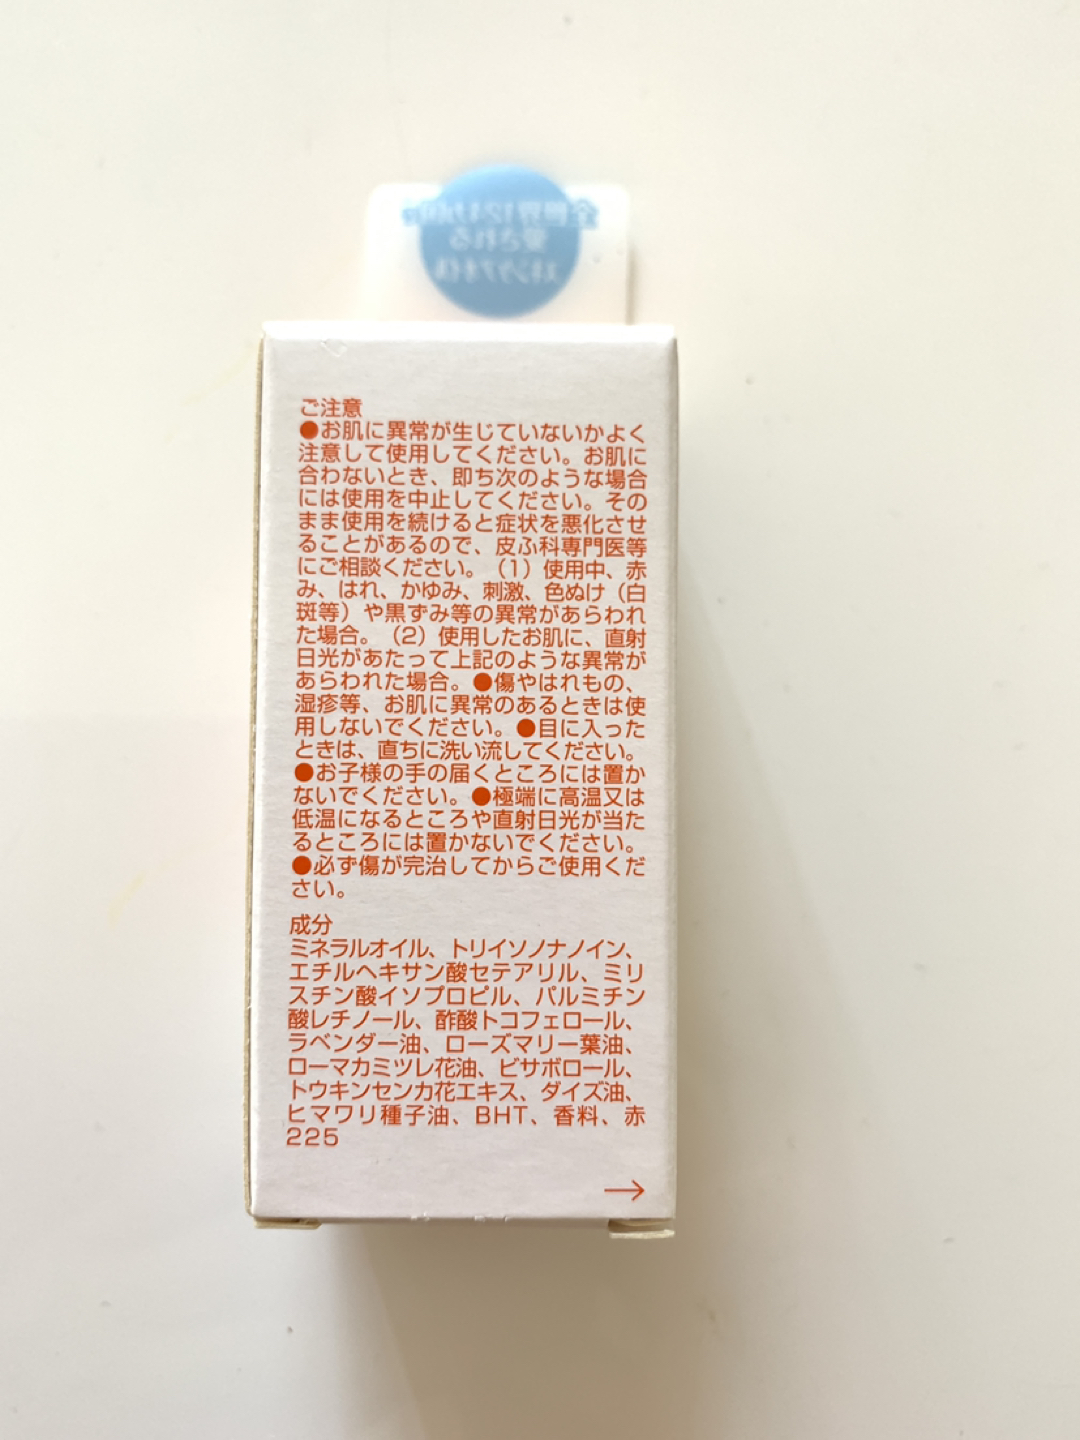 愛される
ご注意
●お肌に異常が生じていないかよく
注意して使用してください。お肌に
合わないとき、即ち次のような場合
には使用を中止してください。その
まま使用を続けると症状を悪化させ
ることがあるので、皮ふ科専門医等
にご相談ください。（1）使用中、赤
み、はれ、かゆみ、刺激、色ぬけ（白
斑等）や黒ずみ等の異常があらわれ
た場合。（2）使用したお肌に、直射
日光があたって上記のような異常が
あらわれた場合。●傷やはれもの、
湿疹等、お肌に異常のあるときは使
用しないでください。●目に入った
ときは、直ちに洗い流してください。
●お子様の手の届くところには置か
ないでください。●極端に高温又は
低温になるところや直射日光が当た
るところには置かないでください。
●必ず傷が完治してからご使用くだ
さい。
成分
ミネラルオイル、トリイソノナノイン、
エチルヘキサン酸セテアリル、ミリ
スチン酸イソプロピル、パルミチン
酸レチノール、酢酸トコフェロール、
ラベンダー油、ローズマリー葉油、
ローマカミツレ花油、ビサボロール、
トウキンセンカ花エキス、ダイズ油、
ヒマワリ種子油、BHT、香料、赤
225